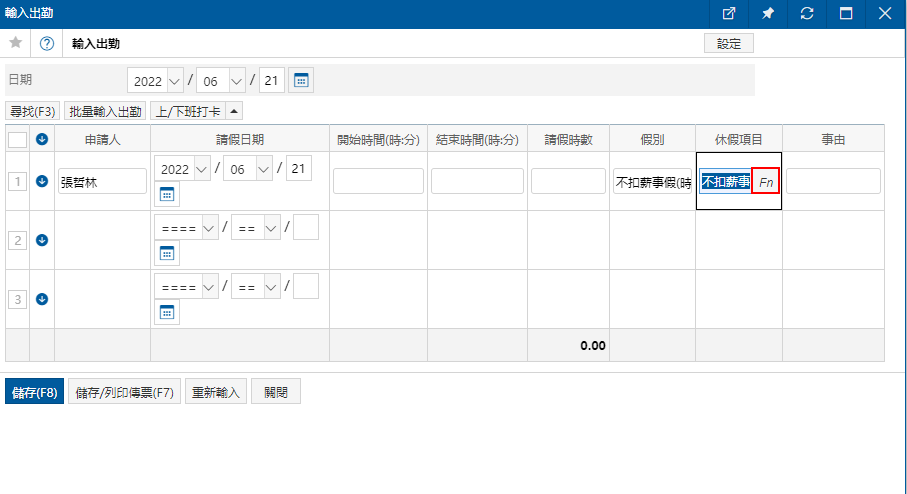 輸入出勤
輸入出勤 設定
日期 2022 / 06 / 21
尋找(F3) 批量輸入出勤 上/下班打卡
申請人 請假日期 開始時間(時:分) 結束時間(時:分) 請假時數 假別 休假項目 事由
1 張哲林 2022 / 06 / 21 不扣薪事假(時 不扣薪事 Fn
2 ==== / == /
3 ==== / == /
0.00
儲存(F8) 儲存/列印傳票(F7) 重新輸入 關閉